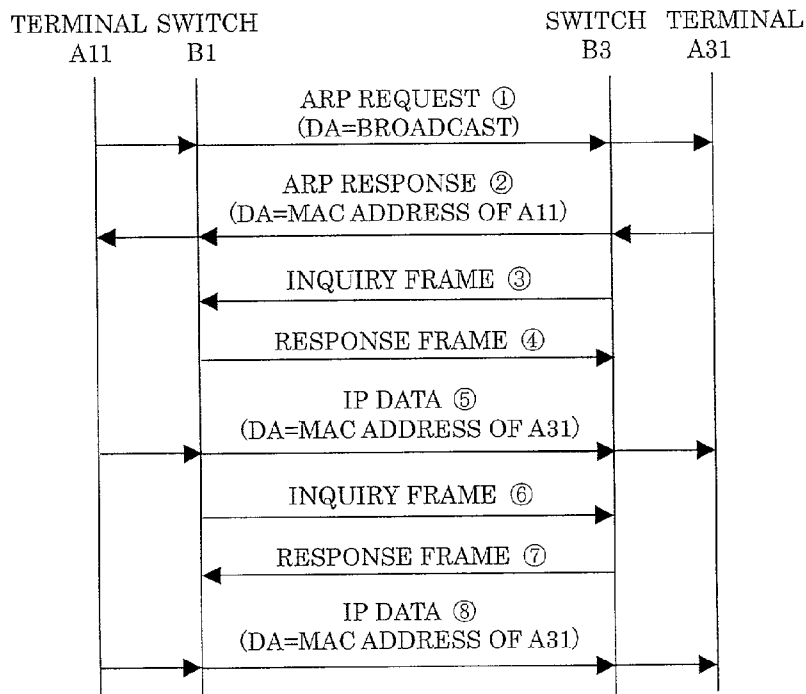 TERMINAL SWITCH SWITCH TERMINAL
A11 B1 B3 A31
ARP REQUEST ①
(DA=BROADCAST)
ARP RESPONSE ②
(DA=MAC ADDRESS OF A11)
INQUIRY FRAME ③
RESPONSE FRAME ④
IP DATA ⑤
(DA=MAC ADDRESS OF A31)
INQUIRY FRAME ⑥
RESPONSE FRAME ⑦
IP DATA ⑧
(DA=MAC ADDRESS OF A31)